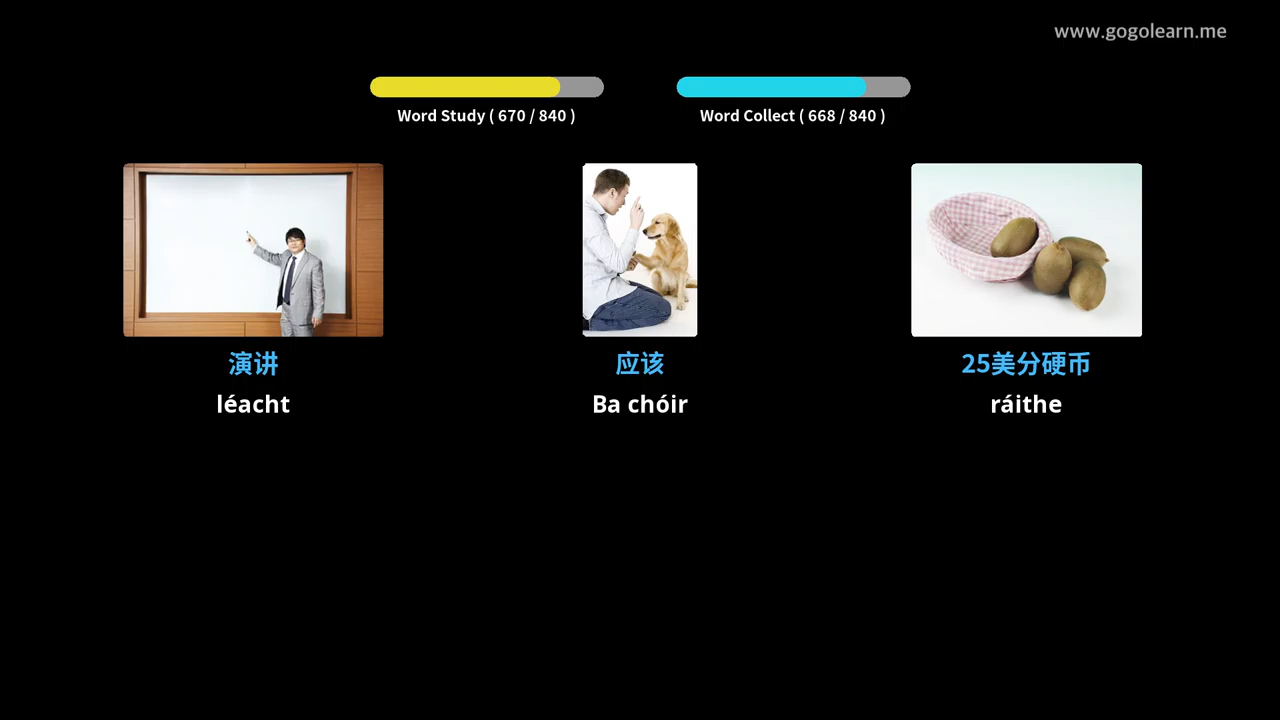 www.gogolearn.me
Word Study ( 670 / 840 )
Word Collect ( 668 / 840 )
演讲
léacht
应该
Ba chóir
25美分硬币
ráithe